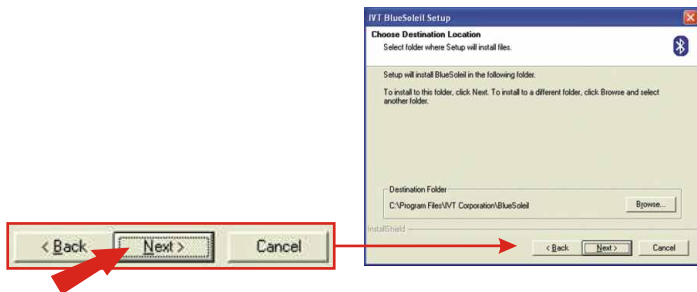 IVT BlueSoleil Setup
Choose Destination Location
Select folder where Setup will install files.
Setup will install BlueSoleil in the following folder.
To install to this folder, click Next. To install to a different folder, click Browse and select
another folder.
Destination Folder
C:\Program Files\IVT Corporation\BlueSoleil
Browse...
InstallShield
< Back Next > Cancel
< Back Next > Cancel